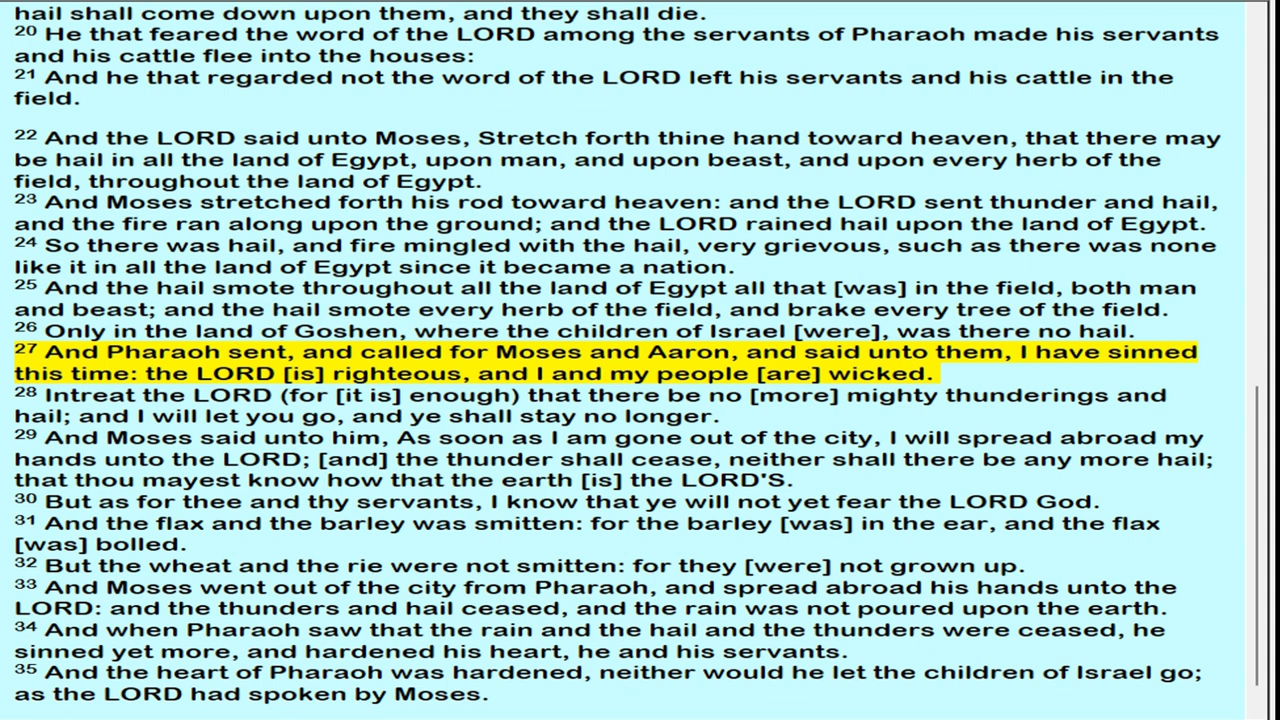 hail shall come down upon them, and they shall die.
20 He that feared the word of the LORD among the servants of Pharaoh made his servants
and his cattle flee into the houses:
21 And he that regarded not the word of the LORD left his servants and his cattle in the
field.
22 And the LORD said unto Moses, Stretch forth thine hand toward heaven, that there may
be hail in all the land of Egypt, upon man, and upon beast, and upon every herb of the
field, throughout the land of Egypt.
23 And Moses stretched forth his rod toward heaven: and the LORD sent thunder and hail,
and the fire ran along upon the ground; and the LORD rained hail upon the land of Egypt.
24 So there was hail, and fire mingled with the hail, very grievous, such as there was none
like it in all the land of Egypt since it became a nation.
25 And the hail smote throughout all the land of Egypt all that [was] in the field, both man
and beast; and the hail smote every herb of the field, and brake every tree of the field.
26 Only in the land of Goshen, where the children of Israel [were], was there no hail.
27 And Pharaoh sent, and called for Moses and Aaron, and said unto them, I have sinned
this time: the LORD [is] righteous, and I and my people [are] wicked.
28 Intreat the LORD (for [it is] enough) that there be no [more] mighty thunderings and
hail; and I will let you go, and ye shall stay no longer.
29 And Moses said unto him, As soon as I am gone out of the city, I will spread abroad my
hands unto the LORD; [and] the thunder shall cease, neither shall there be any more hail;
that thou mayest know how that the earth [is] the LORD'S.
30 But as for thee and thy servants, I know that ye will not yet fear the LORD God.
31 And the flax and the barley was smitten: for the barley [was] in the ear, and the flax
[was] bolled.
32 But the wheat and the rie were not smitten: for they [were] not grown up.
33 And Moses went out of the city from Pharaoh, and spread abroad his hands unto the
LORD: and the thunders and hail ceased, and the rain was not poured upon the earth.
34 And when Pharaoh saw that the rain and the hail and the thunders were ceased, he
sinned yet more, and hardened his heart, he and his servants.
35 And the heart of Pharaoh was hardened, neither would he let the children of Israel go;
as the LORD had spoken by Moses.